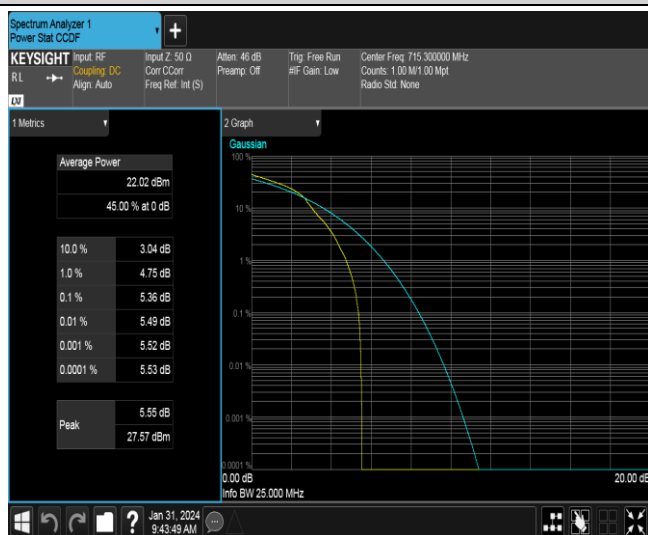 Spectrum Analyzer 1
Power Stat CCDF
+
KEYSIGHT
RL
LXI
Input: RF
Coupling: DC
Align: Auto
Input Z: 50 Ω
Corr CCorr
Freq Ref: Int (S)
Atten: 46 dB
Preamp: Off
Trig: Free Run
#IF Gain: Low
Center Freq: 715.300000 MHz
Counts: 1.00 M/1.00 Mpt
Radio Std: None
1 Metrics
Average Power
22.02 dBm
45.00 % at 0 dB
10.0 % 3.04 dB
1.0 % 4.75 dB
0.1 % 5.36 dB
0.01 % 5.49 dB
0.001 % 5.52 dB
0.0001 % 5.53 dB
Peak
5.55 dB
27.57 dBm
2 Graph
Gaussian
100 %
10 %
1 %
0.1 %
0.01 %
0.001 %
0.0001 %
0.00 dB
20.00 dB
Info BW 25.000 MHz
?
Jan 31, 2024
9:43:49 AM